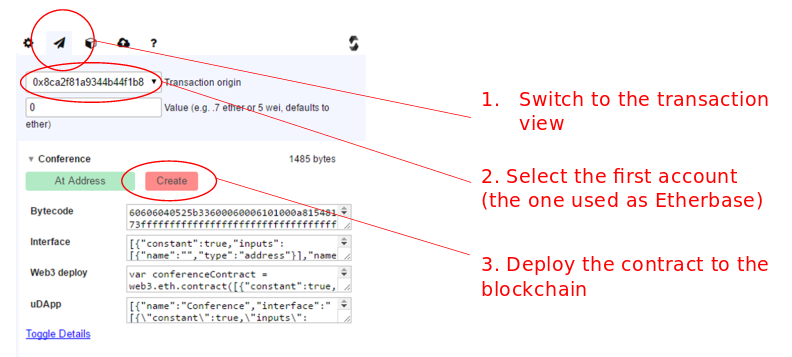 ?
0x8ca2f81a9344b44f1b8 Transaction origin
0 Value (e.g. .7 ether or 5 wei, defaults to
ether)
Conference 1485 bytes
At Address Create
Bytecode 60606040525b33600060006101000a815481
73ffffffffffffffffffffffffffffffffffff
Interface [{"constant":true,"inputs":
[{"name":"","type":"address"}],"name
Web3 deploy var conferenceContract =
web3.eth.contract([{"constant":true,
uDApp [{"name":"Conference","interface":"
[{\"constant\":true,\"inputs\":
Toggle Details
1. Switch to the transaction
view
2. Select the first account
(the one used as Etherbase)
3. Deploy the contract to the
blockchain